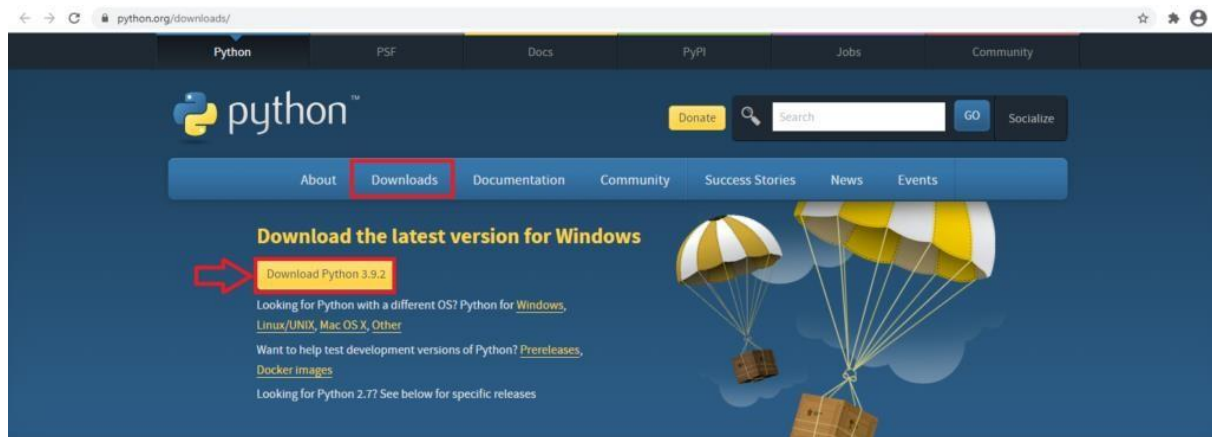 python.org/downloads/
Python PSF Docs PyPI Jobs Community
python™
Donate Search GO Socialize
About Downloads Documentation Community Success Stories News Events
Download the latest version for Windows
Download Python 3.9.2
Looking for Python with a different OS? Python for Windows,
Linux/UNIX, Mac OS X, Other
Want to help test development versions of Python? Prereleases,
Docker images
Looking for Python 2.7? See below for specific releases